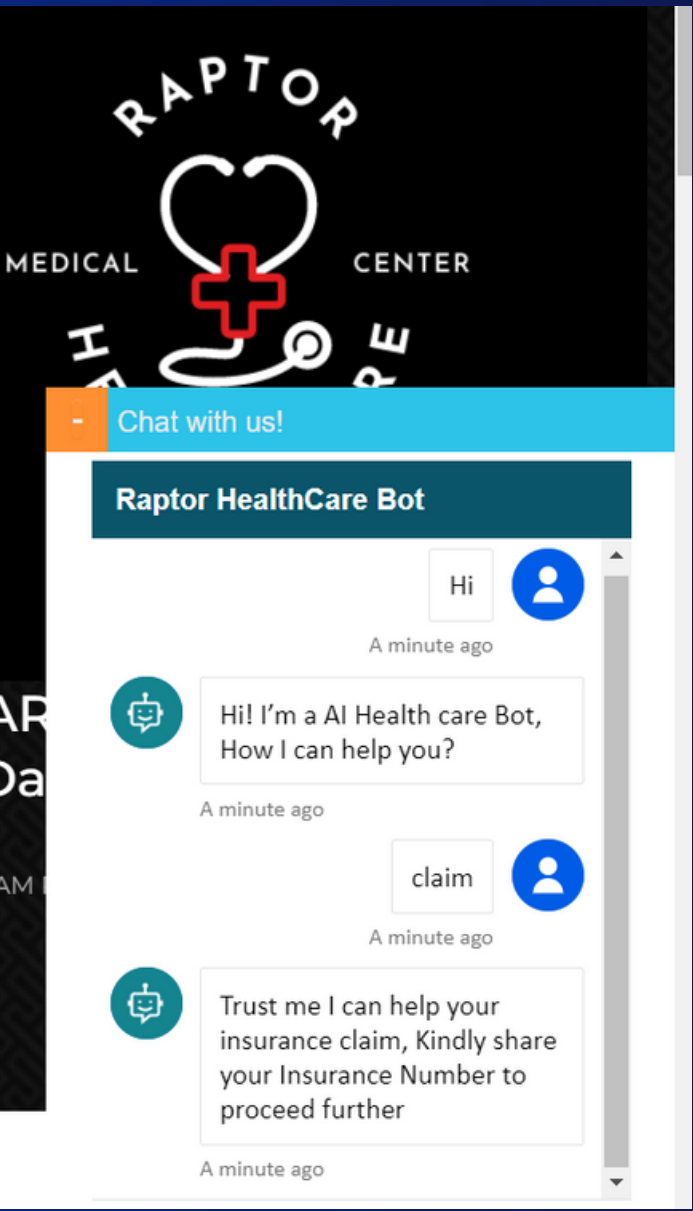 RAPTOR
MEDICAL CENTER
Chat with us!
Raptor HealthCare Bot
Hi
A minute ago
Hi! I'm a AI Health care Bot,
How I can help you?
A minute ago
claim
A minute ago
Trust me I can help your
insurance claim, Kindly share
your Insurance Number to
proceed further
A minute ago